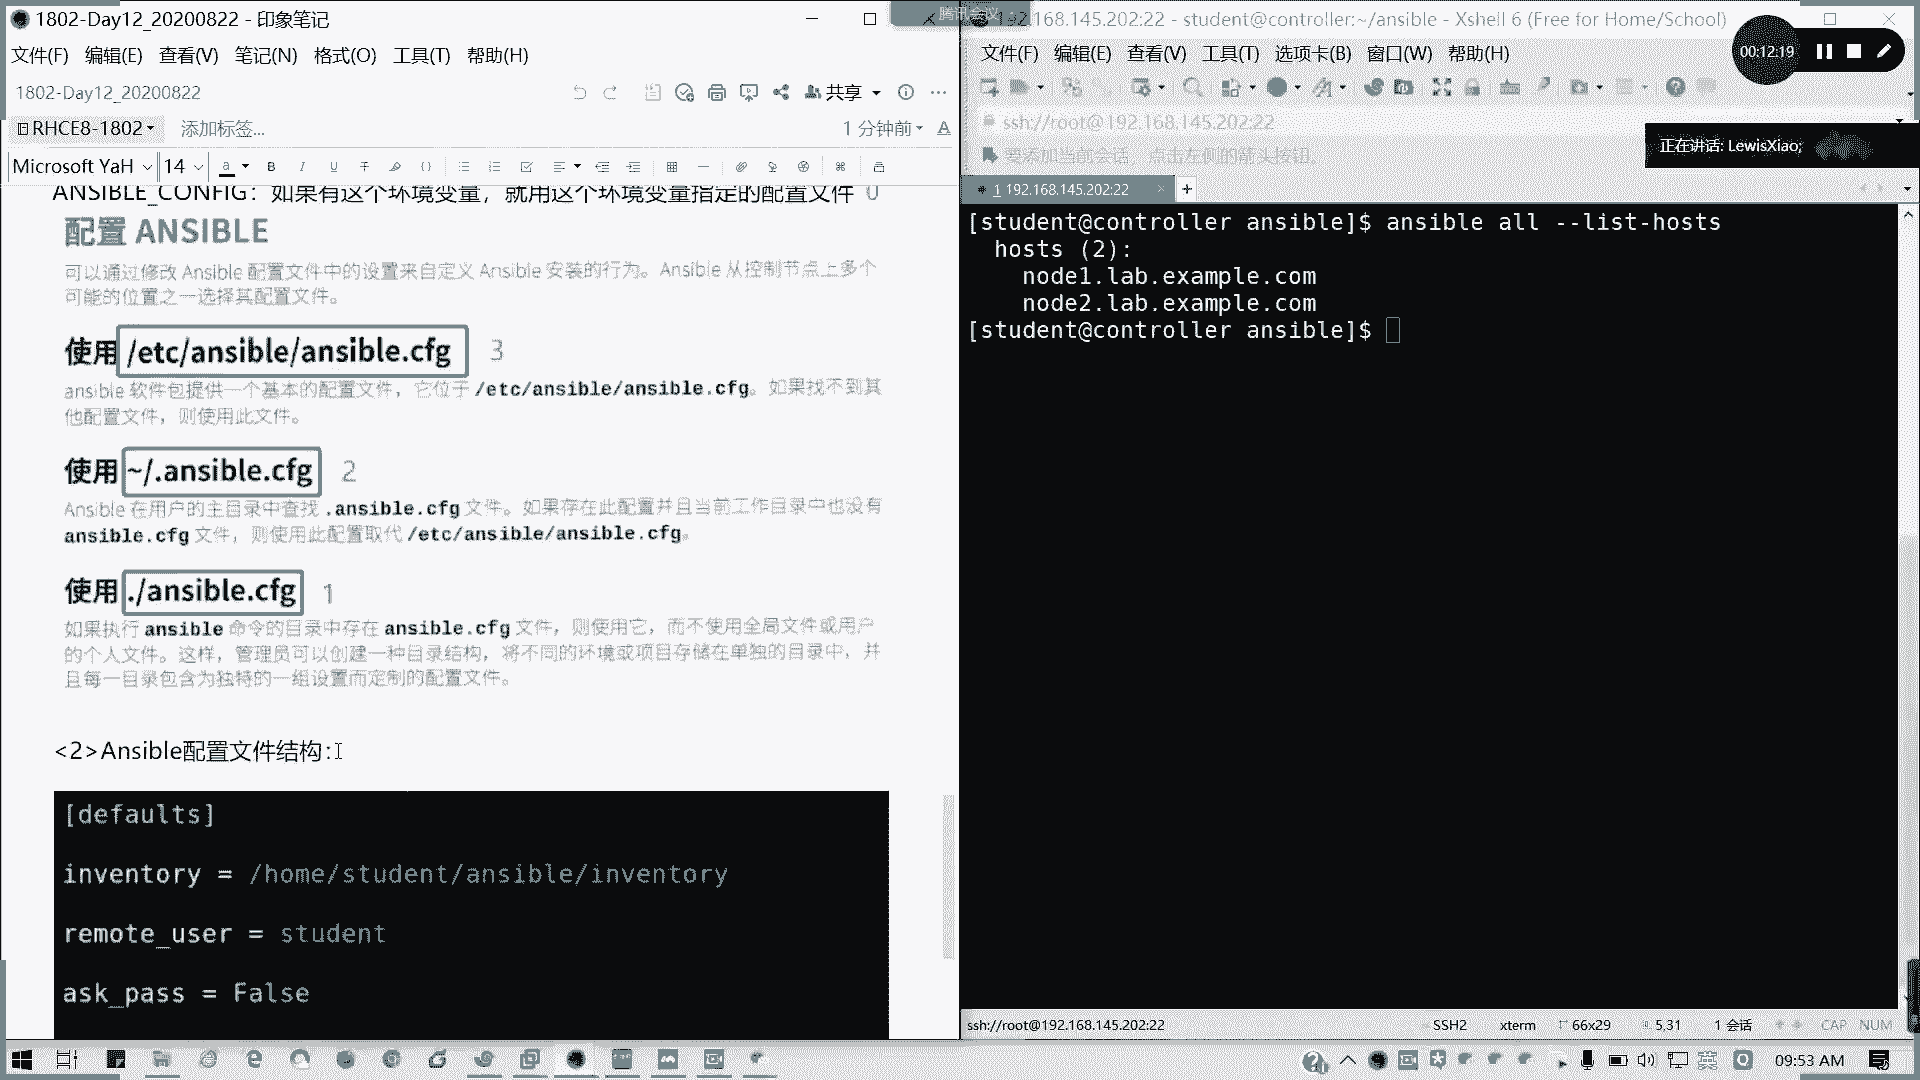 1802-Day12_20200822 - 印象笔记
文件(F) 编辑(E) 查看(V) 笔记(N) 格式(O) 工具(T) 帮助(H)
1802-Day12_20200822
共享
RHCE8-1802
添加标签...
1 分钟前
Microsoft YaH
14
ANSIBLE_CONFIG：如果有这个环境变量，就用这个环境变量指定的配置文件 0
配置 ANSIBLE
可以通过修改 Ansible 配置文件中的设置来自定义 Ansible 安装的行为。Ansible 从控制节点上多个
可能的位置之一选择其配置文件。
使用 /etc/ansible/ansible.cfg 3
ansible 软件包提供一个基本的配置文件，它位于 /etc/ansible/ansible.cfg。如果找不到其
他配置文件，则使用此文件。
使用 ~/.ansible.cfg 2
Ansible 在用户的主目录中查找 .ansible.cfg 文件。如果存在此配置并且当前工作目录中也没有
ansible.cfg 文件，则使用此配置取代 /etc/ansible/ansible.cfg。
使用 ./ansible.cfg 1
如果执行 ansible 命令的目录中存在 ansible.cfg 文件，则使用它，而不使用全局文件或用户
的个人文件。这样，管理员可以创建一种目录结构，将不同的环境或项目存储在单独的目录中，并
且每一目录包含为独特的一组设置而定制的配置文件。
<2>Ansible配置文件结构:
[defaults]
inventory = /home/student/ansible/inventory
remote_user = student
ask_pass = False
腾讯会议
192.168.145.202:22 - student@controller:~/ansible - Xshell 6 (Free for Home/School)
文件(F) 编辑(E) 查看(V) 工具(T) 选项卡(B) 窗口(W) 帮助(H)
00:12:19
ssh://root@192.168.145.202:22
要添加当前会话，点击左侧的箭头按钮。
正在讲话: LewisXiao;
1 192.168.145.202:22
[student@controller ansible]$ ansible all --list-hosts
hosts (2):
node1.lab.example.com
node2.lab.example.com
[student@controller ansible]$
ssh://root@192.168.145.202:22
SSH2
xterm
66x29
5,31
1 会话
CAP NUM
英
09:53 AM